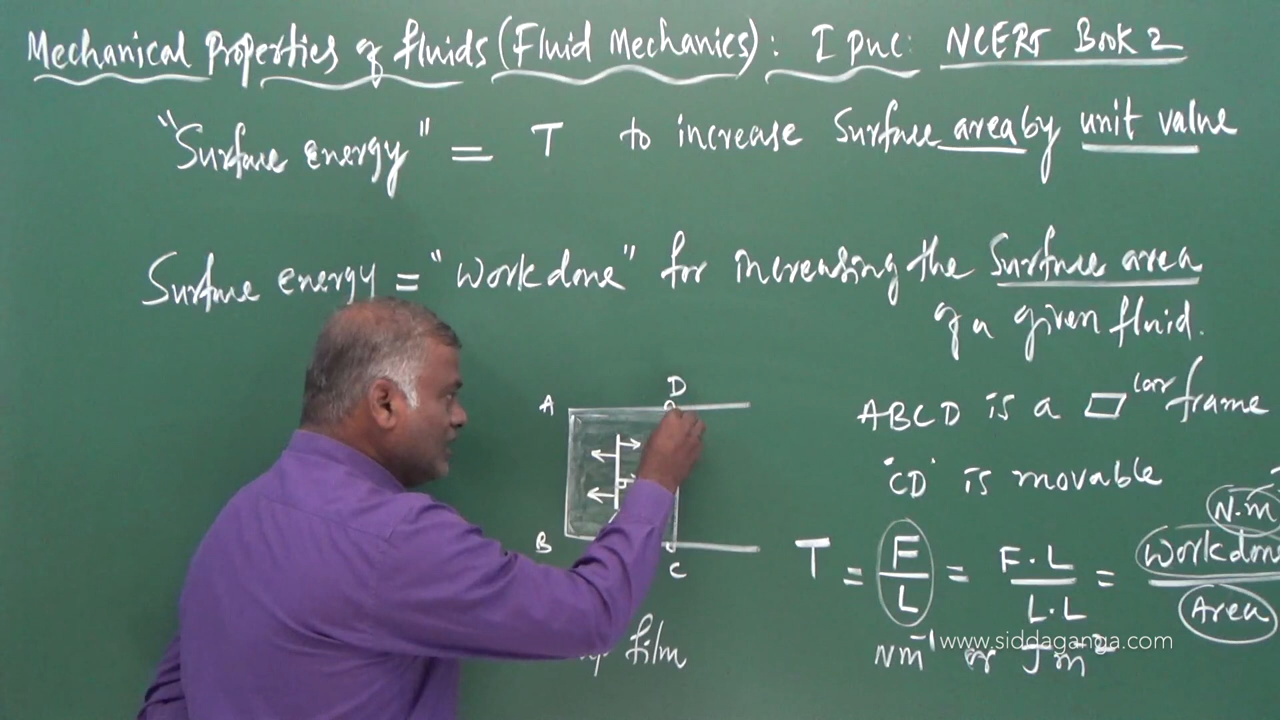 Mechanical Properties of fluids (Fluid Mechanics): I PUC: NCERT Book 2
"Surface energy" = T to increase Surface area by unit value
Surface energy = "Workdone" for increasing the Surface area
of a given fluid.
A
D
B
C
film
ABCD is a ▱lar frame
'CD' is movable
N.m
T = F/L = F.L/L.L = Workdone/Area
Nm⁻¹ or Jm⁻²
www.siddaganga.com